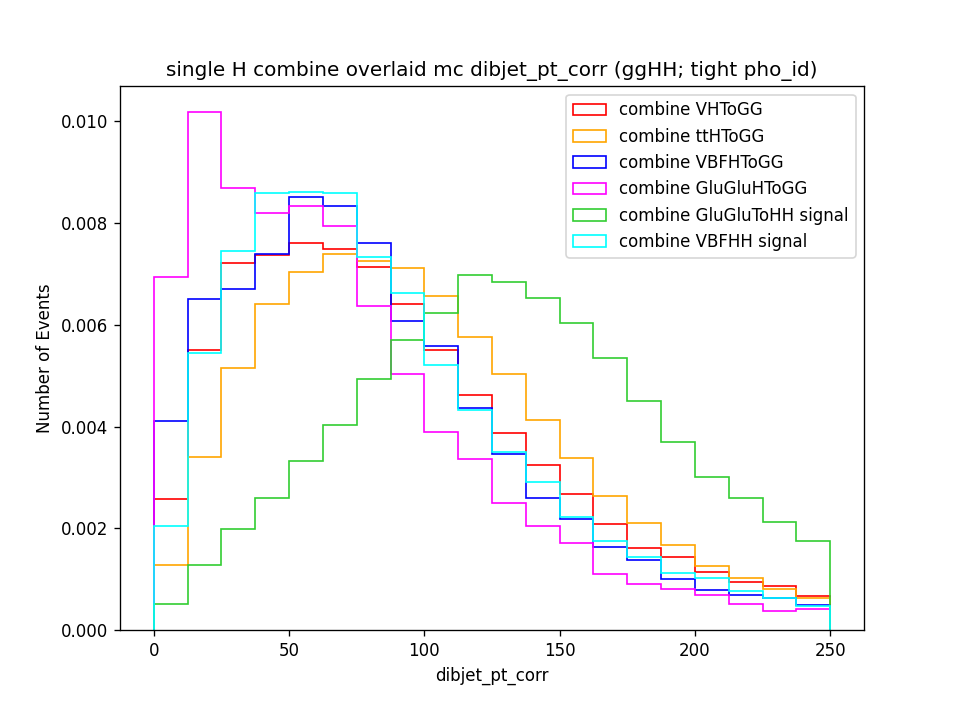 single H combine overlaid mc dibjet_pt_corr (ggHH; tight pho_id)
combine VHToGG
combine ttHToGG
combine VBFHToGG
combine GluGluHToGG
combine GluGluToHH signal
combine VBFHH signal
Number of Events
0.010
0.008
0.006
0.004
0.002
0.000
0 50 100 150 200 250
dibjet_pt_corr